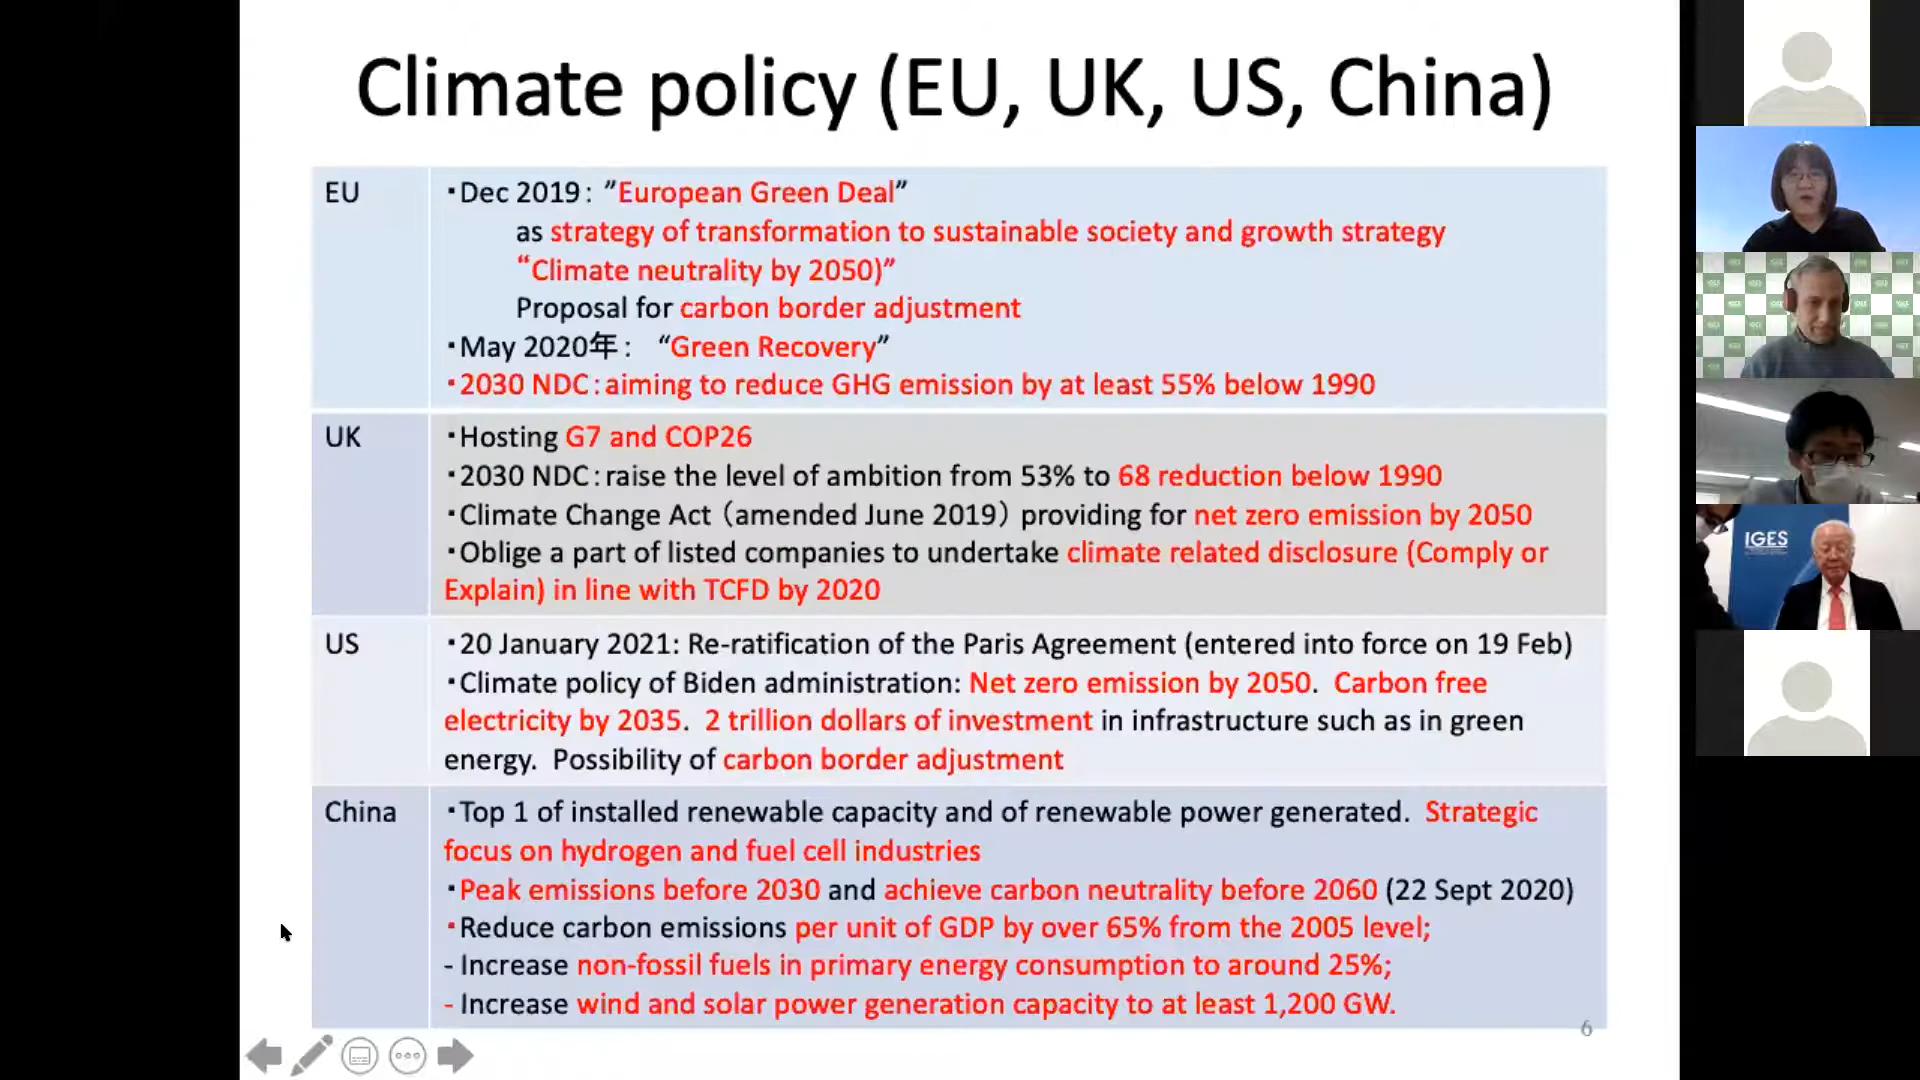 Climate policy (EU, UK, US, China)
EU
・Dec 2019: ”European Green Deal”
as strategy of transformation to sustainable society and growth strategy
“Climate neutrality by 2050)”
Proposal for carbon border adjustment
・May 2020年: “Green Recovery”
・2030 NDC:aiming to reduce GHG emission by at least 55% below 1990
UK
・Hosting G7 and COP26
・2030 NDC:raise the level of ambition from 53% to 68 reduction below 1990
・Climate Change Act（amended June 2019）providing for net zero emission by 2050
・Oblige a part of listed companies to undertake climate related disclosure (Comply or
Explain) in line with TCFD by 2020
US
・20 January 2021: Re-ratification of the Paris Agreement (entered into force on 19 Feb)
・Climate policy of Biden administration: Net zero emission by 2050. Carbon free
electricity by 2035. 2 trillion dollars of investment in infrastructure such as in green
energy. Possibility of carbon border adjustment
China
・Top 1 of installed renewable capacity and of renewable power generated. Strategic
focus on hydrogen and fuel cell industries
・Peak emissions before 2030 and achieve carbon neutrality before 2060 (22 Sept 2020)
・Reduce carbon emissions per unit of GDP by over 65% from the 2005 level;
- Increase non-fossil fuels in primary energy consumption to around 25%;
- Increase wind and solar power generation capacity to at least 1,200 GW.
6
IGES